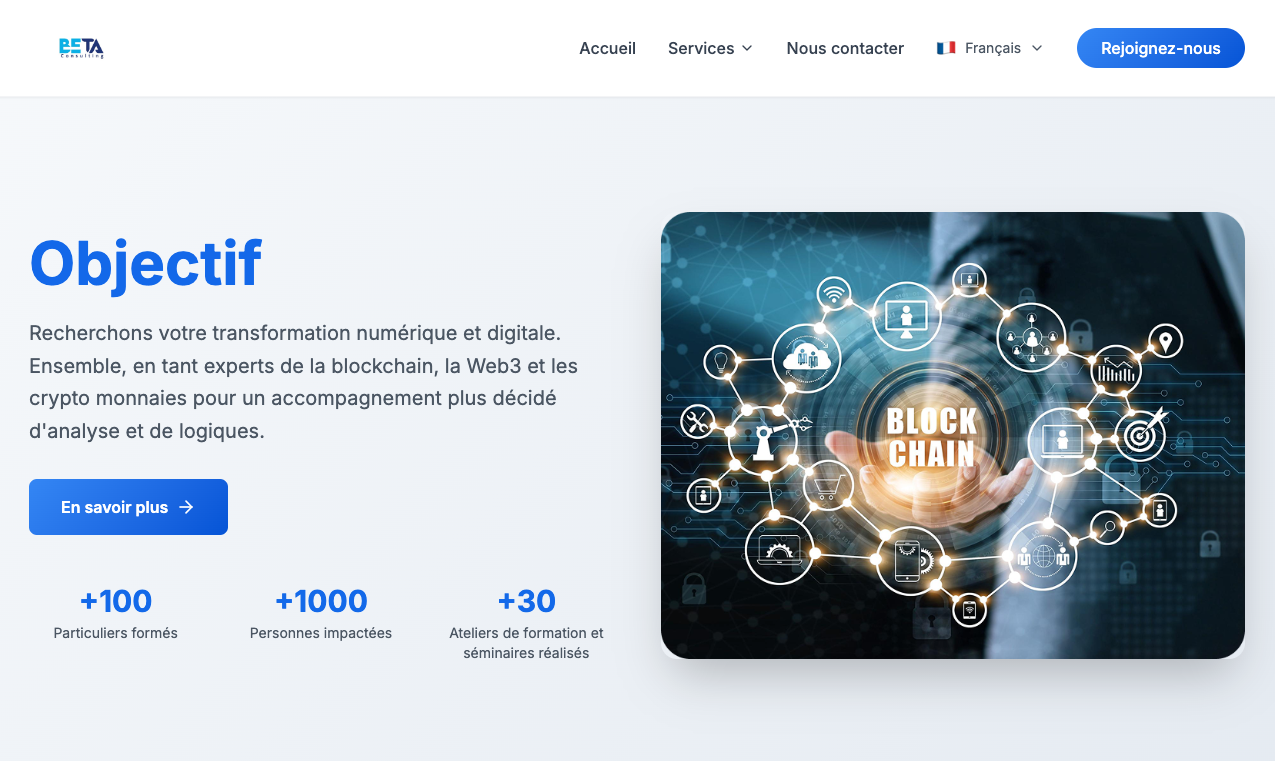 BETA
Consulting
Accueil
Services
Nous contacter
Français
Rejoignez-nous
Objectif
Recherchons votre transformation numérique et digitale.
Ensemble, en tant experts de la blockchain, la Web3 et les
crypto monnaies pour un accompagnement plus décidé
d'analyse et de logiques.
En savoir plus
+100
Particuliers formés
+1000
Personnes impactées
+30
Ateliers de formation et
séminaires réalisés
BLOCK
CHAIN